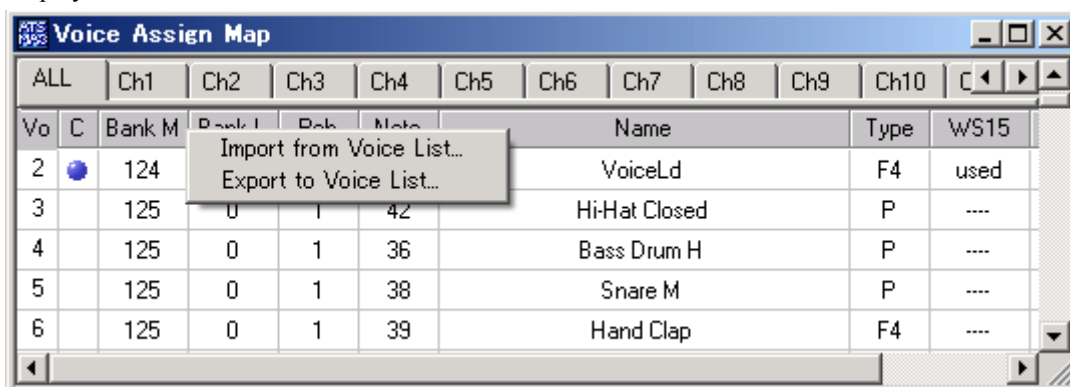 Voice Assign Map
ALL Ch1 Ch2 Ch3 Ch4 Ch5 Ch6 Ch7 Ch8 Ch9 Ch10 C
Vo C Bank M Name Type WS15
Import from Voice List...
Export to Voice List...
2 124 VoiceLd F4 used
3 125 0 1 42 Hi-Hat Closed P ----
4 125 0 1 36 Bass Drum H P ----
5 125 0 1 38 Snare M P ----
6 125 0 1 39 Hand Clap F4 ----